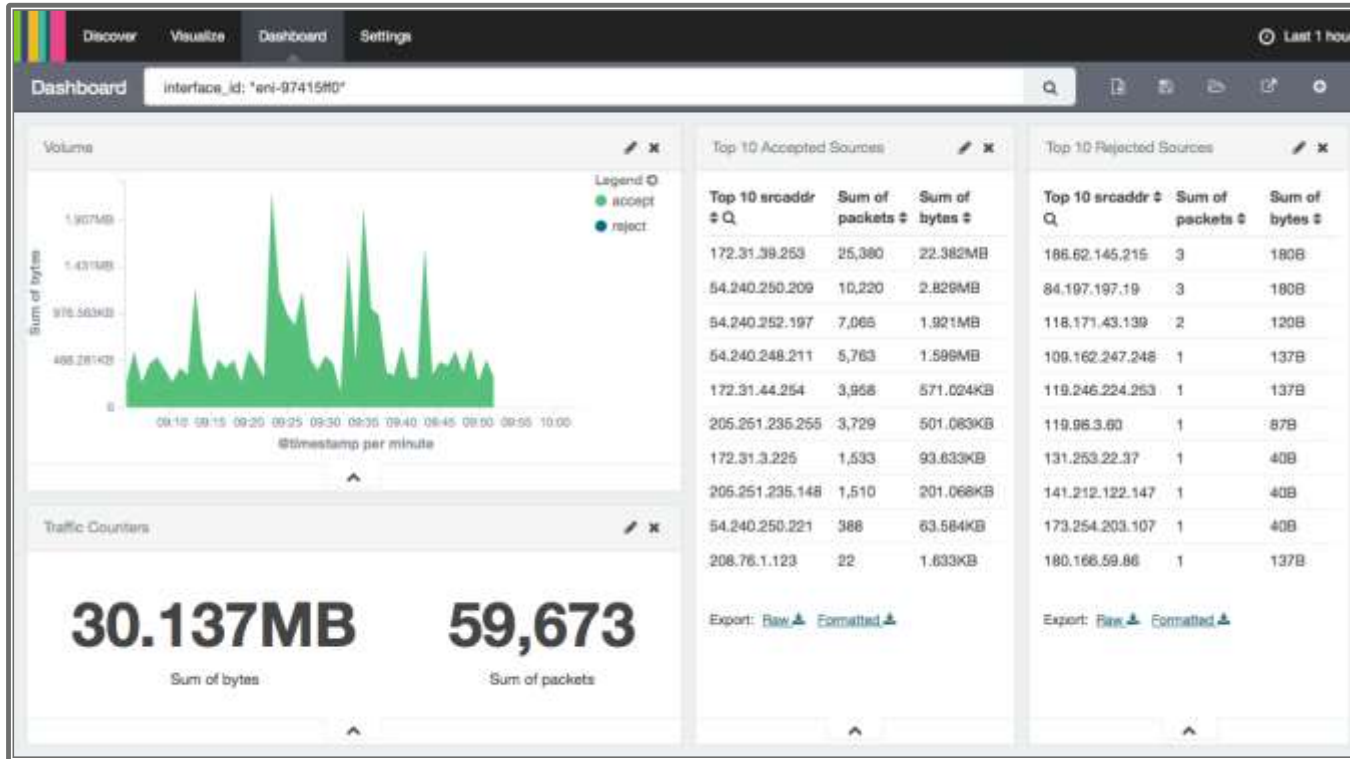 Discover Visualize Dashboard Settings Last 1 hou
Dashboard interface_id: "eni-97415ff0"
Volume
Legend
accept
reject
Sum of bytes
1.907MB
1.431MB
976.563KB
488.281KB
0
09:10 09:15 09:20 09:25 09:30 09:35 09:40 09:45 09:50 09:55 10:00
@timestamp per minute
Traffic Counters
30.137MB 59,673
Sum of bytes Sum of packets
Top 10 Accepted Sources
Top 10 srcaddr Sum of packets Sum of bytes
172.31.39.253 25,380 22.382MB
54.240.250.209 10,220 2.829MB
54.240.252.197 7,065 1.921MB
54.240.248.211 5,763 1.599MB
172.31.44.254 3,958 571.024KB
205.251.235.255 3,729 501.083KB
172.31.3.225 1,533 93.633KB
205.251.235.148 1,510 201.068KB
54.240.250.221 388 63.584KB
208.76.1.123 22 1.633KB
Export: Raw Formatted
Top 10 Rejected Sources
Top 10 srcaddr Sum of packets Sum of bytes
186.62.145.215 3 180B
84.197.197.19 3 180B
118.171.43.139 2 120B
109.162.247.248 1 137B
119.246.224.253 1 137B
119.98.3.60 1 87B
131.253.22.37 1 40B
141.212.122.147 1 40B
173.254.203.107 1 40B
180.166.59.86 1 137B
Export: Raw Formatted